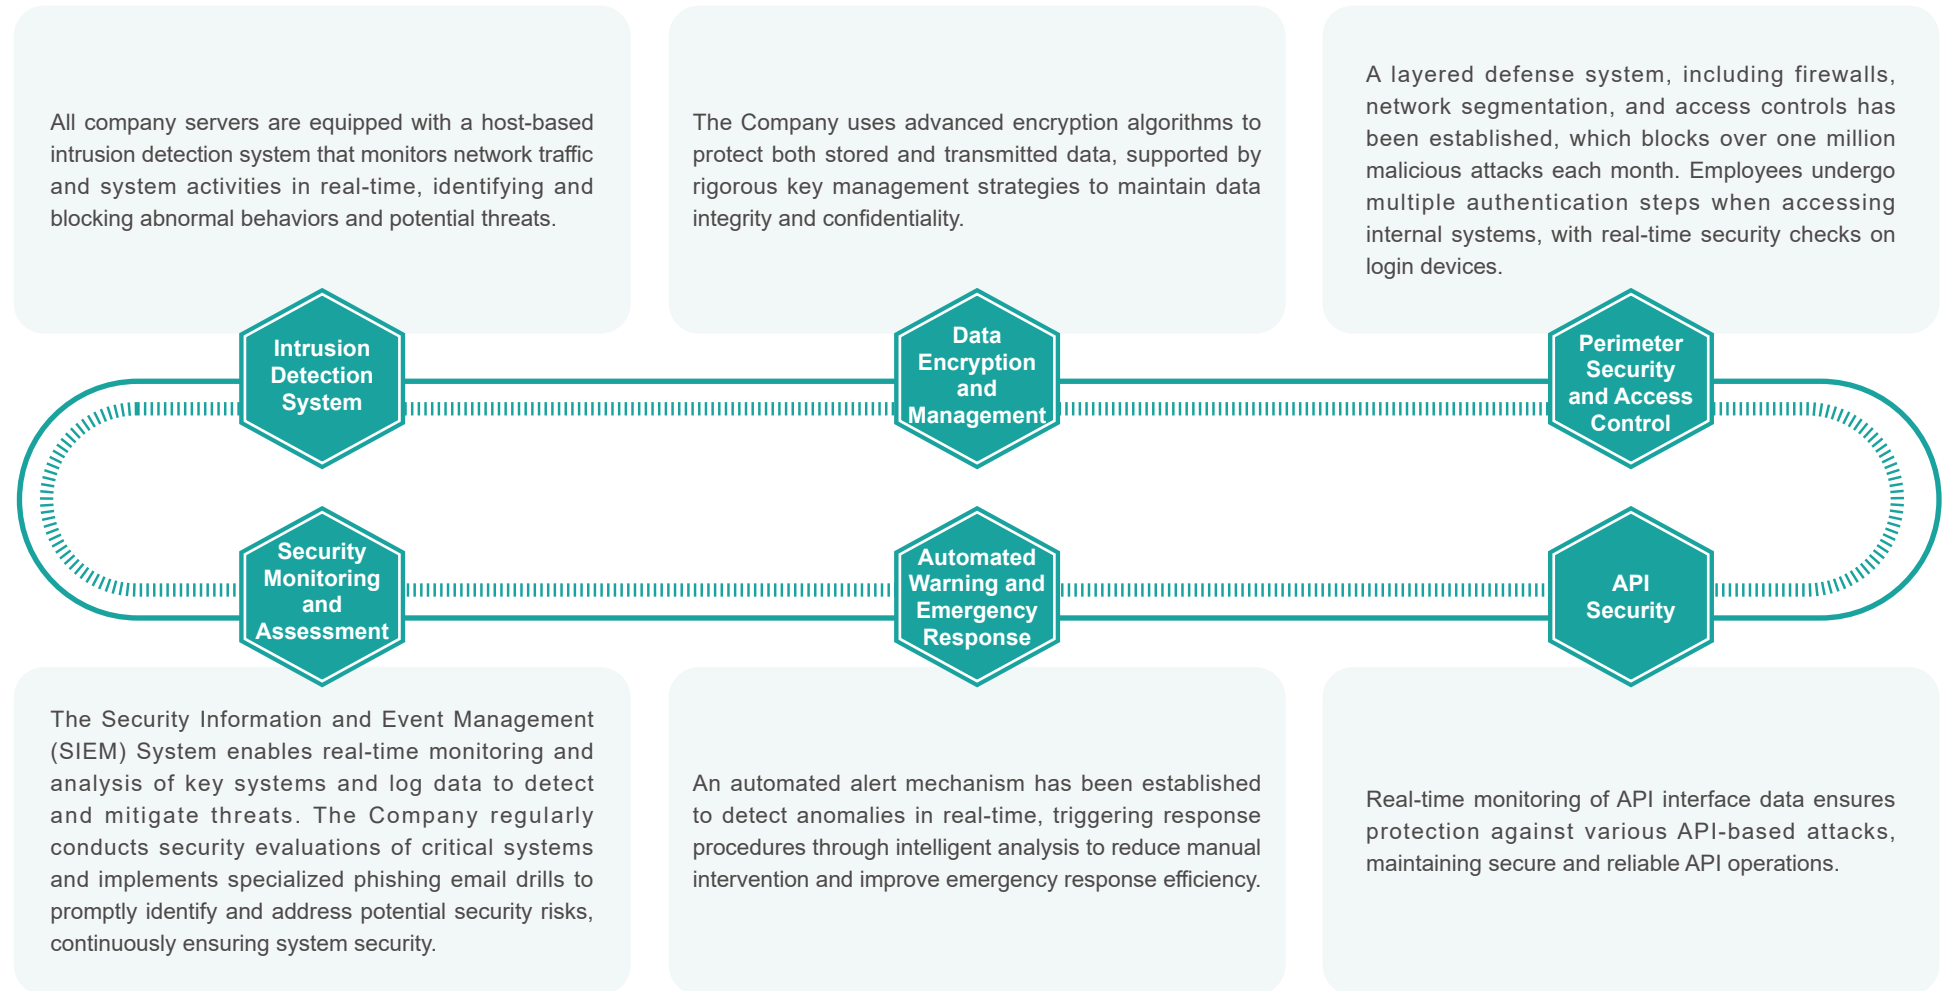 All company servers are equipped with a host-based
intrusion detection system that monitors network traffic
and system activities in real-time, identifying and
blocking abnormal behaviors and potential threats.
Intrusion
Detection
System
The Company uses advanced encryption algorithms to
protect both stored and transmitted data, supported by
rigorous key management strategies to maintain data
integrity and confidentiality.
Data
Encryption
and
Management
A layered defense system, including firewalls,
network segmentation, and access controls has
been established, which blocks over one million
malicious attacks each month. Employees undergo
multiple authentication steps when accessing
internal systems, with real-time security checks on
login devices.
Perimeter
Security
and Access
Control
Security
Monitoring
and
Assessment
The Security Information and Event Management
(SIEM) System enables real-time monitoring and
analysis of key systems and log data to detect
and mitigate threats. The Company regularly
conducts security evaluations of critical systems
and implements specialized phishing email drills to
promptly identify and address potential security risks,
continuously ensuring system security.
Automated
Warning and
Emergency
Response
An automated alert mechanism has been established
to detect anomalies in real-time, triggering response
procedures through intelligent analysis to reduce manual
intervention and improve emergency response efficiency.
API
Security
Real-time monitoring of API interface data ensures
protection against various API-based attacks,
maintaining secure and reliable API operations.